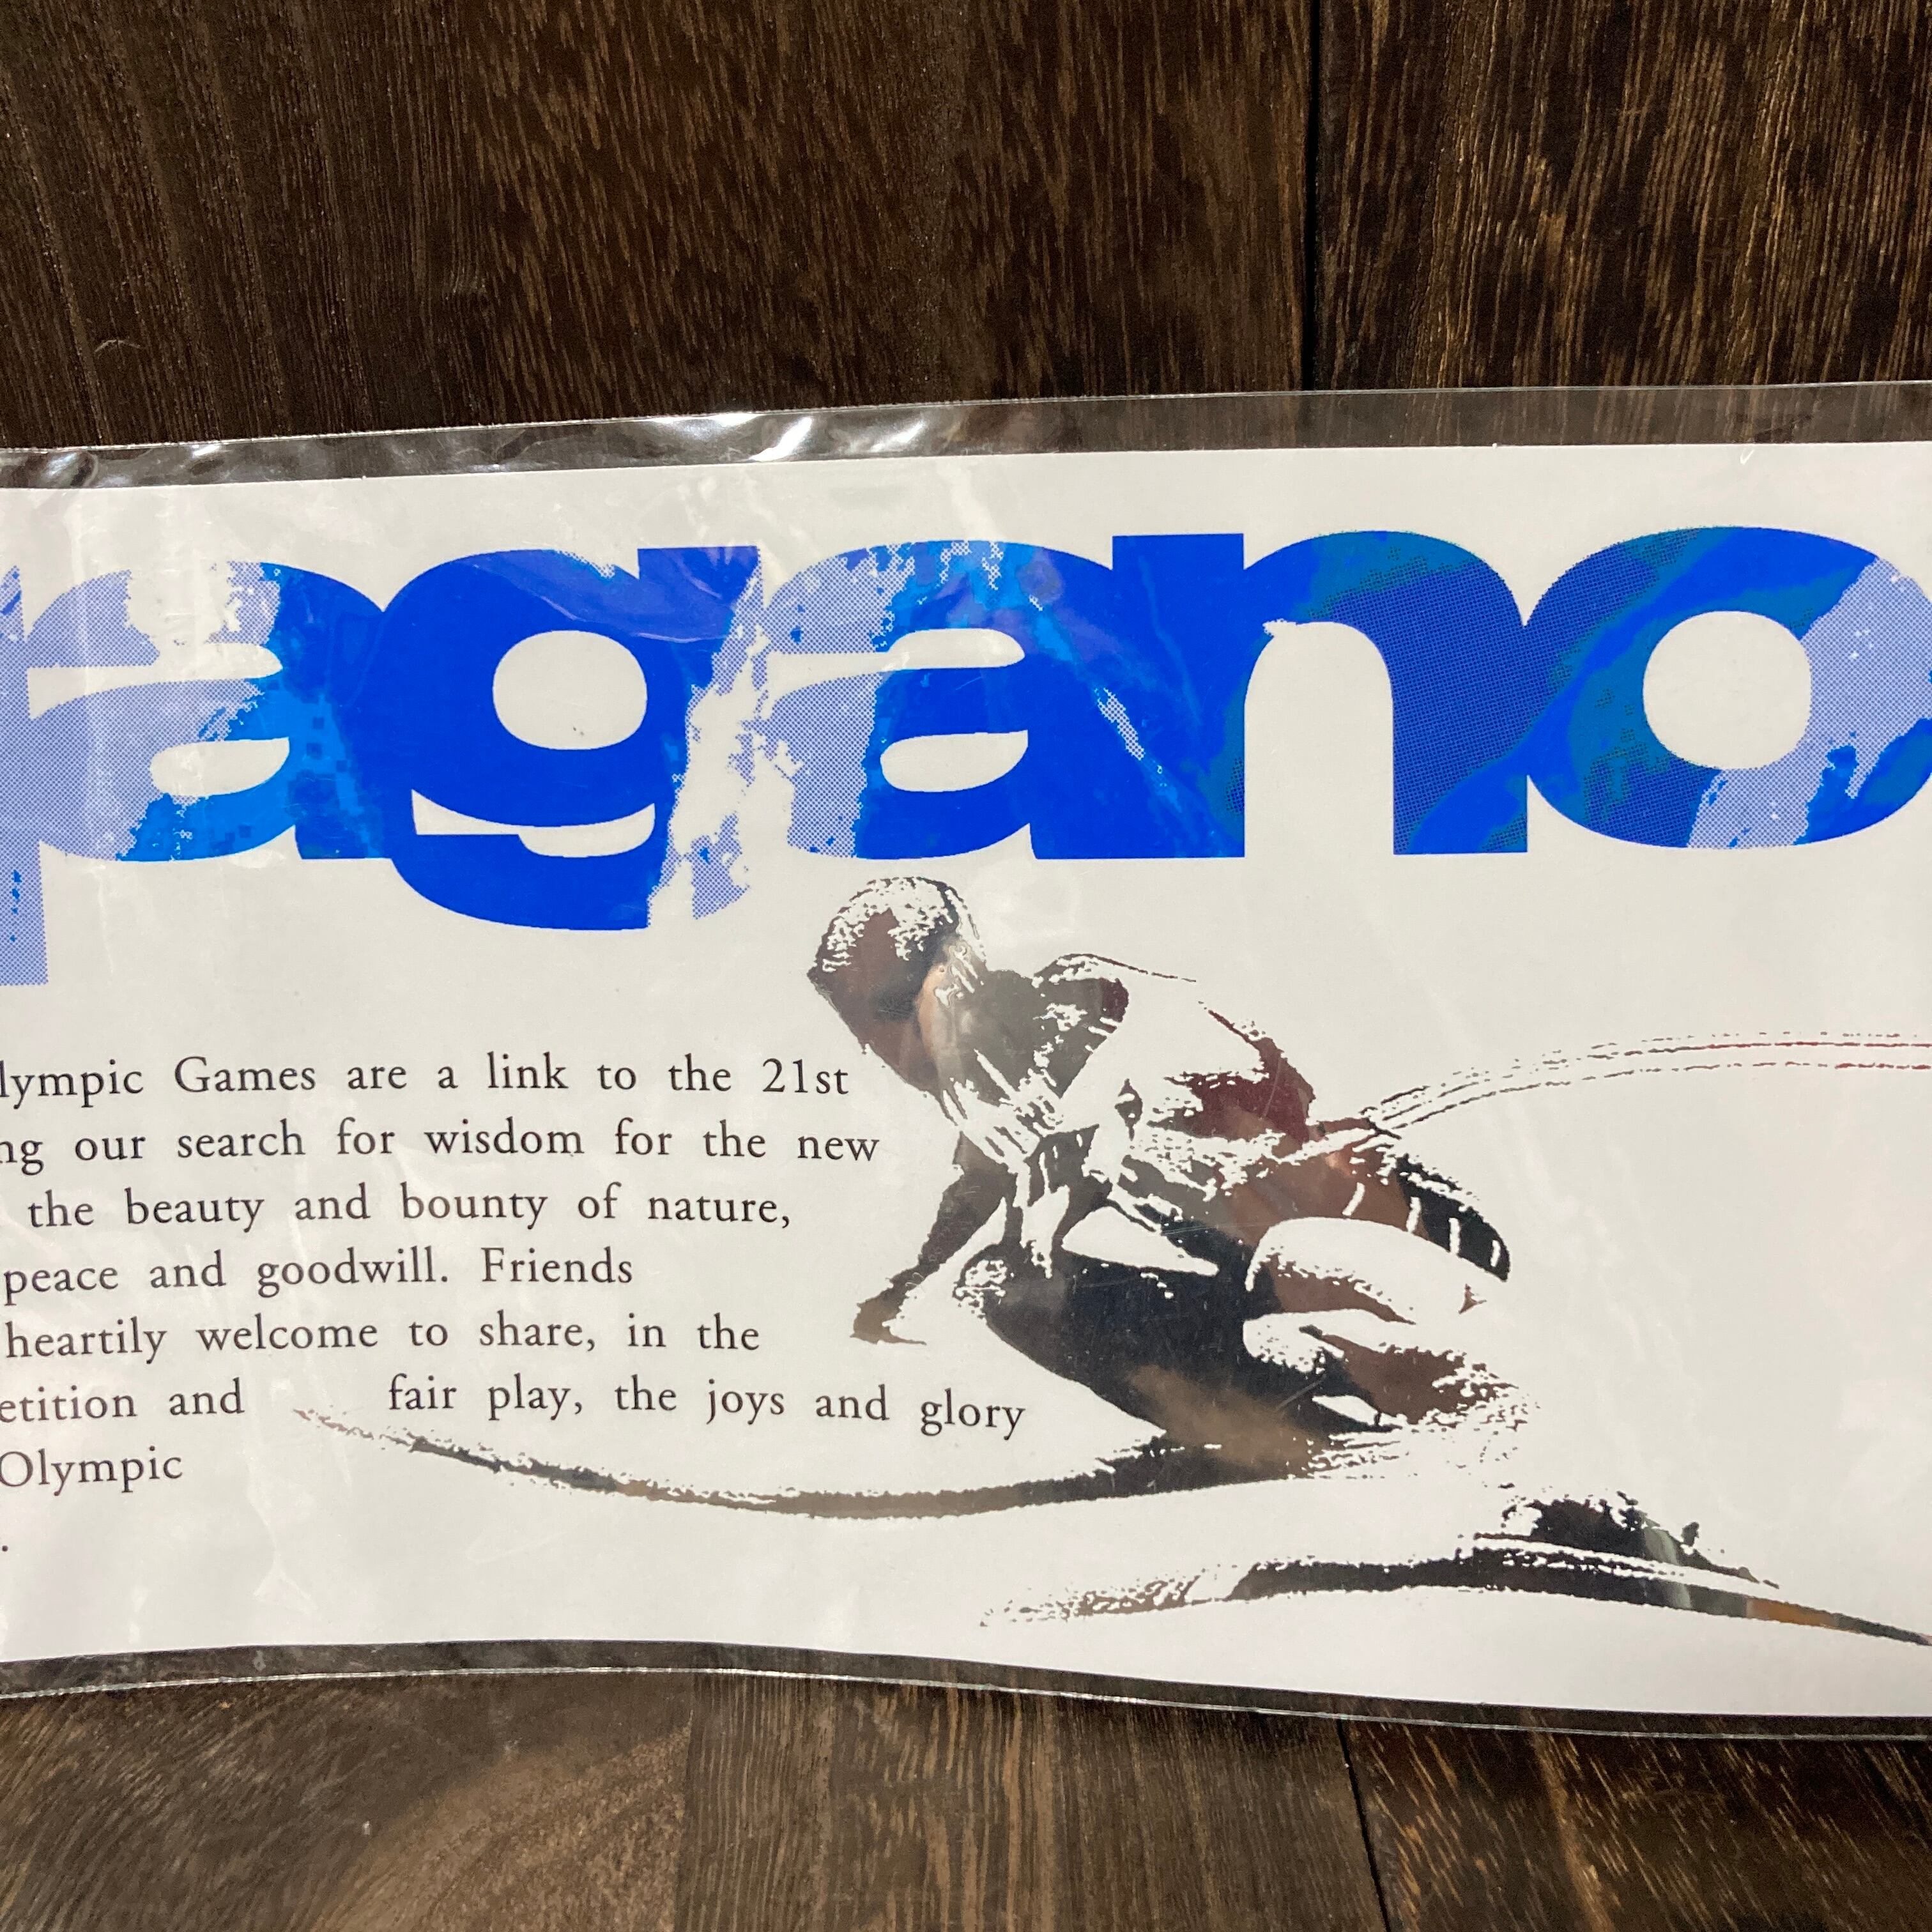 agano
lympic Games are a link to the 21st
ng our search for wisdom for the new
the beauty and bounty of nature,
peace and goodwill. Friends
heartily welcome to share, in the
etition and fair play, the joys and glory
Olympic
.